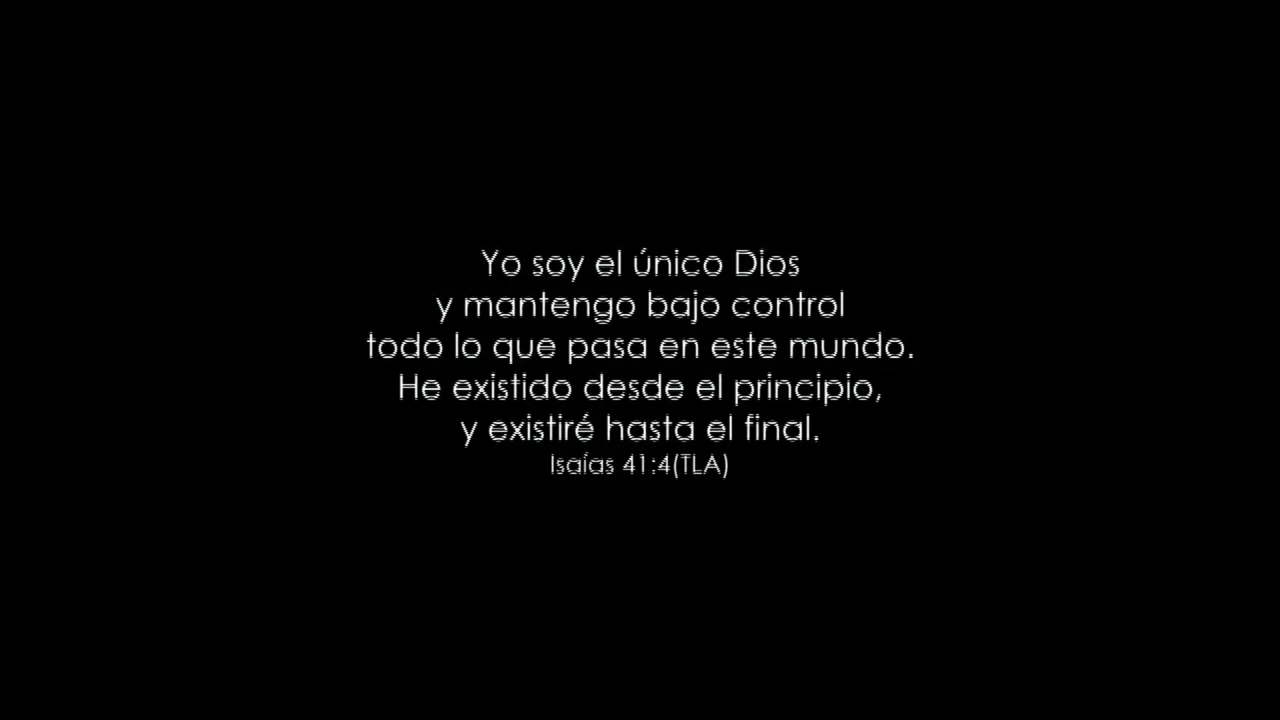 Yo soy el único Dios
y mantengo bajo control
todo lo que pasa en este mundo.
He existido desde el principio,
y existiré hasta el final.
Isaías 41:4(TLA)